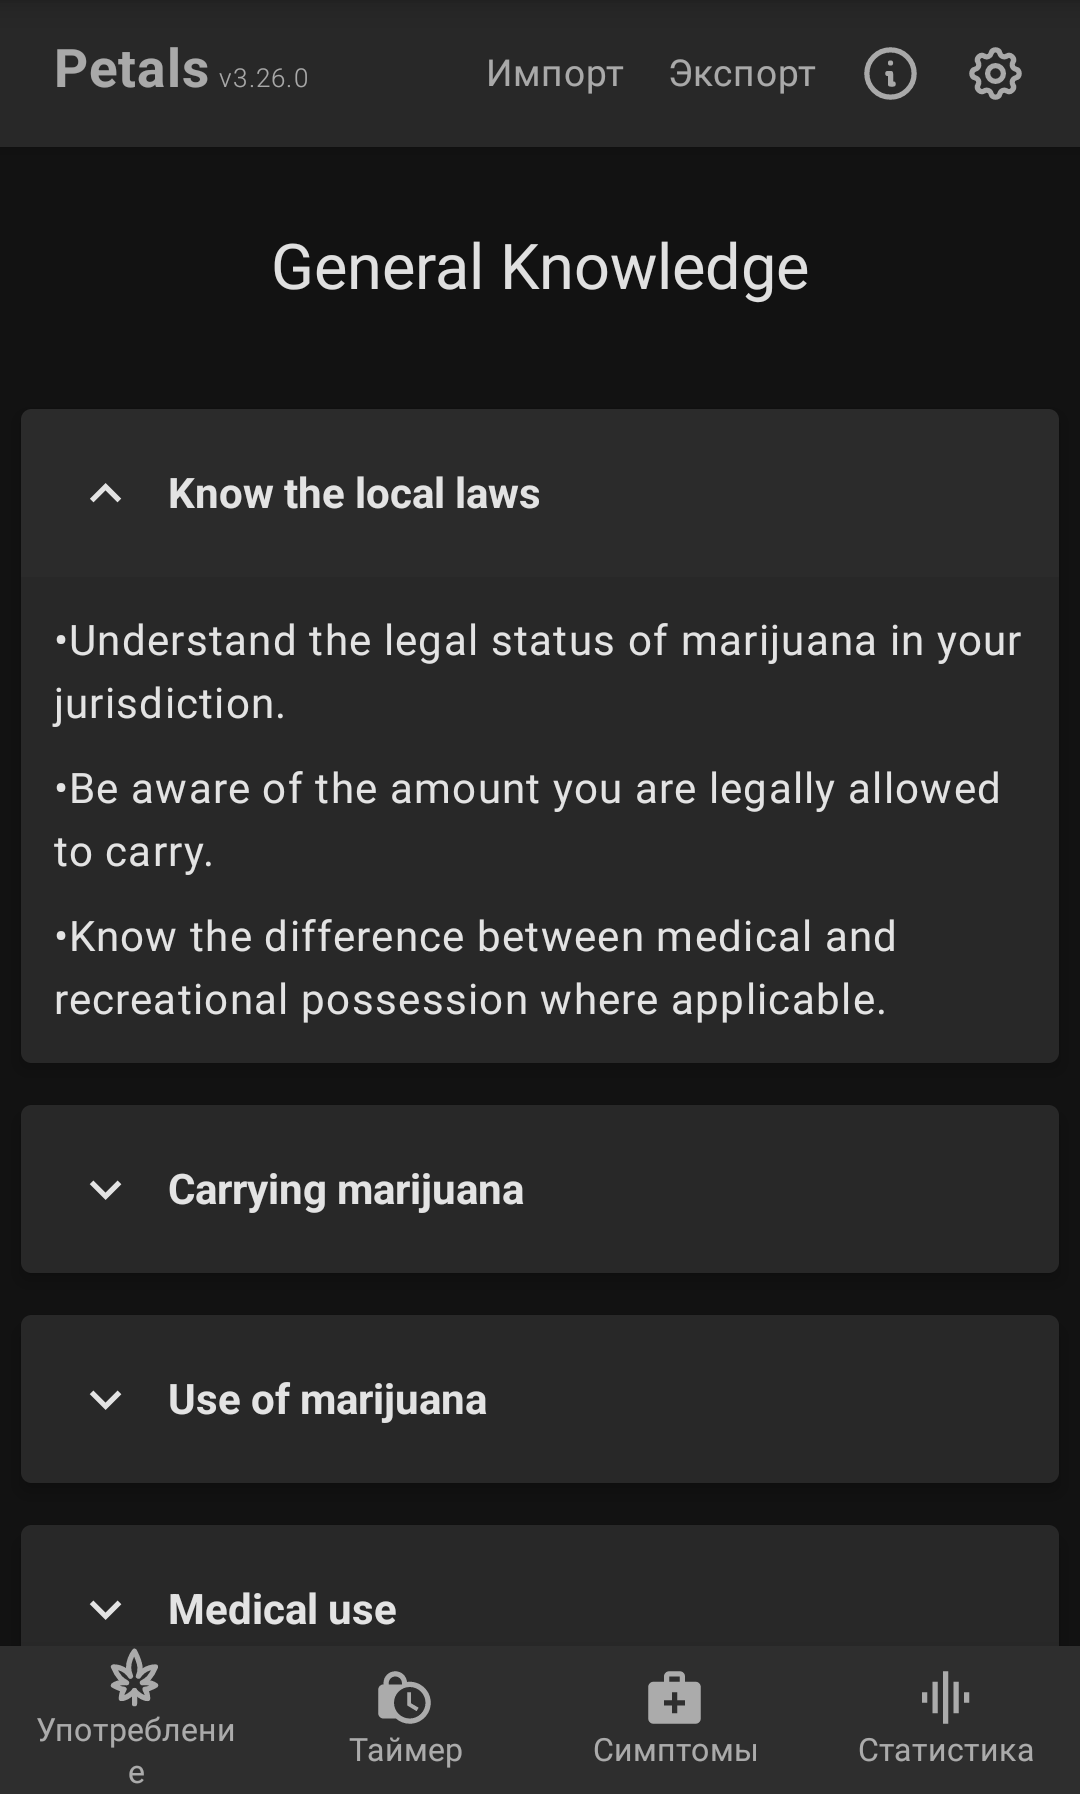 Petals v3.26.0 Импорт Экспорт
General Knowledge
Know the local laws
•Understand the legal status of marijuana in your
jurisdiction.
•Be aware of the amount you are legally allowed
to carry.
•Know the difference between medical and
recreational possession where applicable.
Carrying marijuana
Use of marijuana
Medical use
Употреблени
е
Таймер
Симптомы
Статистика